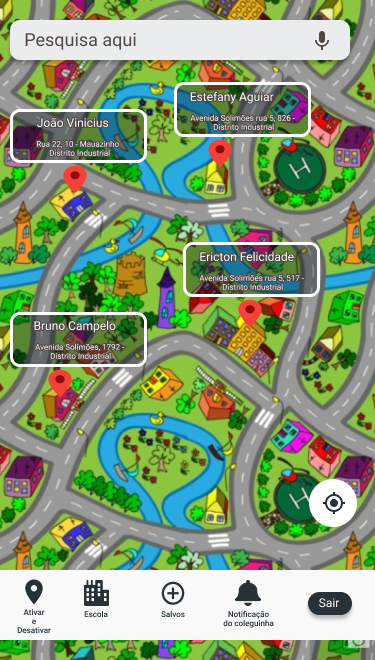 Pesquisa aqui
Estefany Aguiar
Avenida Solimões rua 5, 826 -
Distrito Industrial
João Vinicius
Rua 22, 10 - Mauazinho
Distrito Industrial
Ericton Felicidade
Avenida Solimões rua 5, 517 -
Distrito Industrial
Bruno Campelo
Avenida Solimões, 1792 -
Distrito Industrial
H
H
Ativar
e
Desativar
Escola
Salvos
Notificação
do coleguinha
Sair